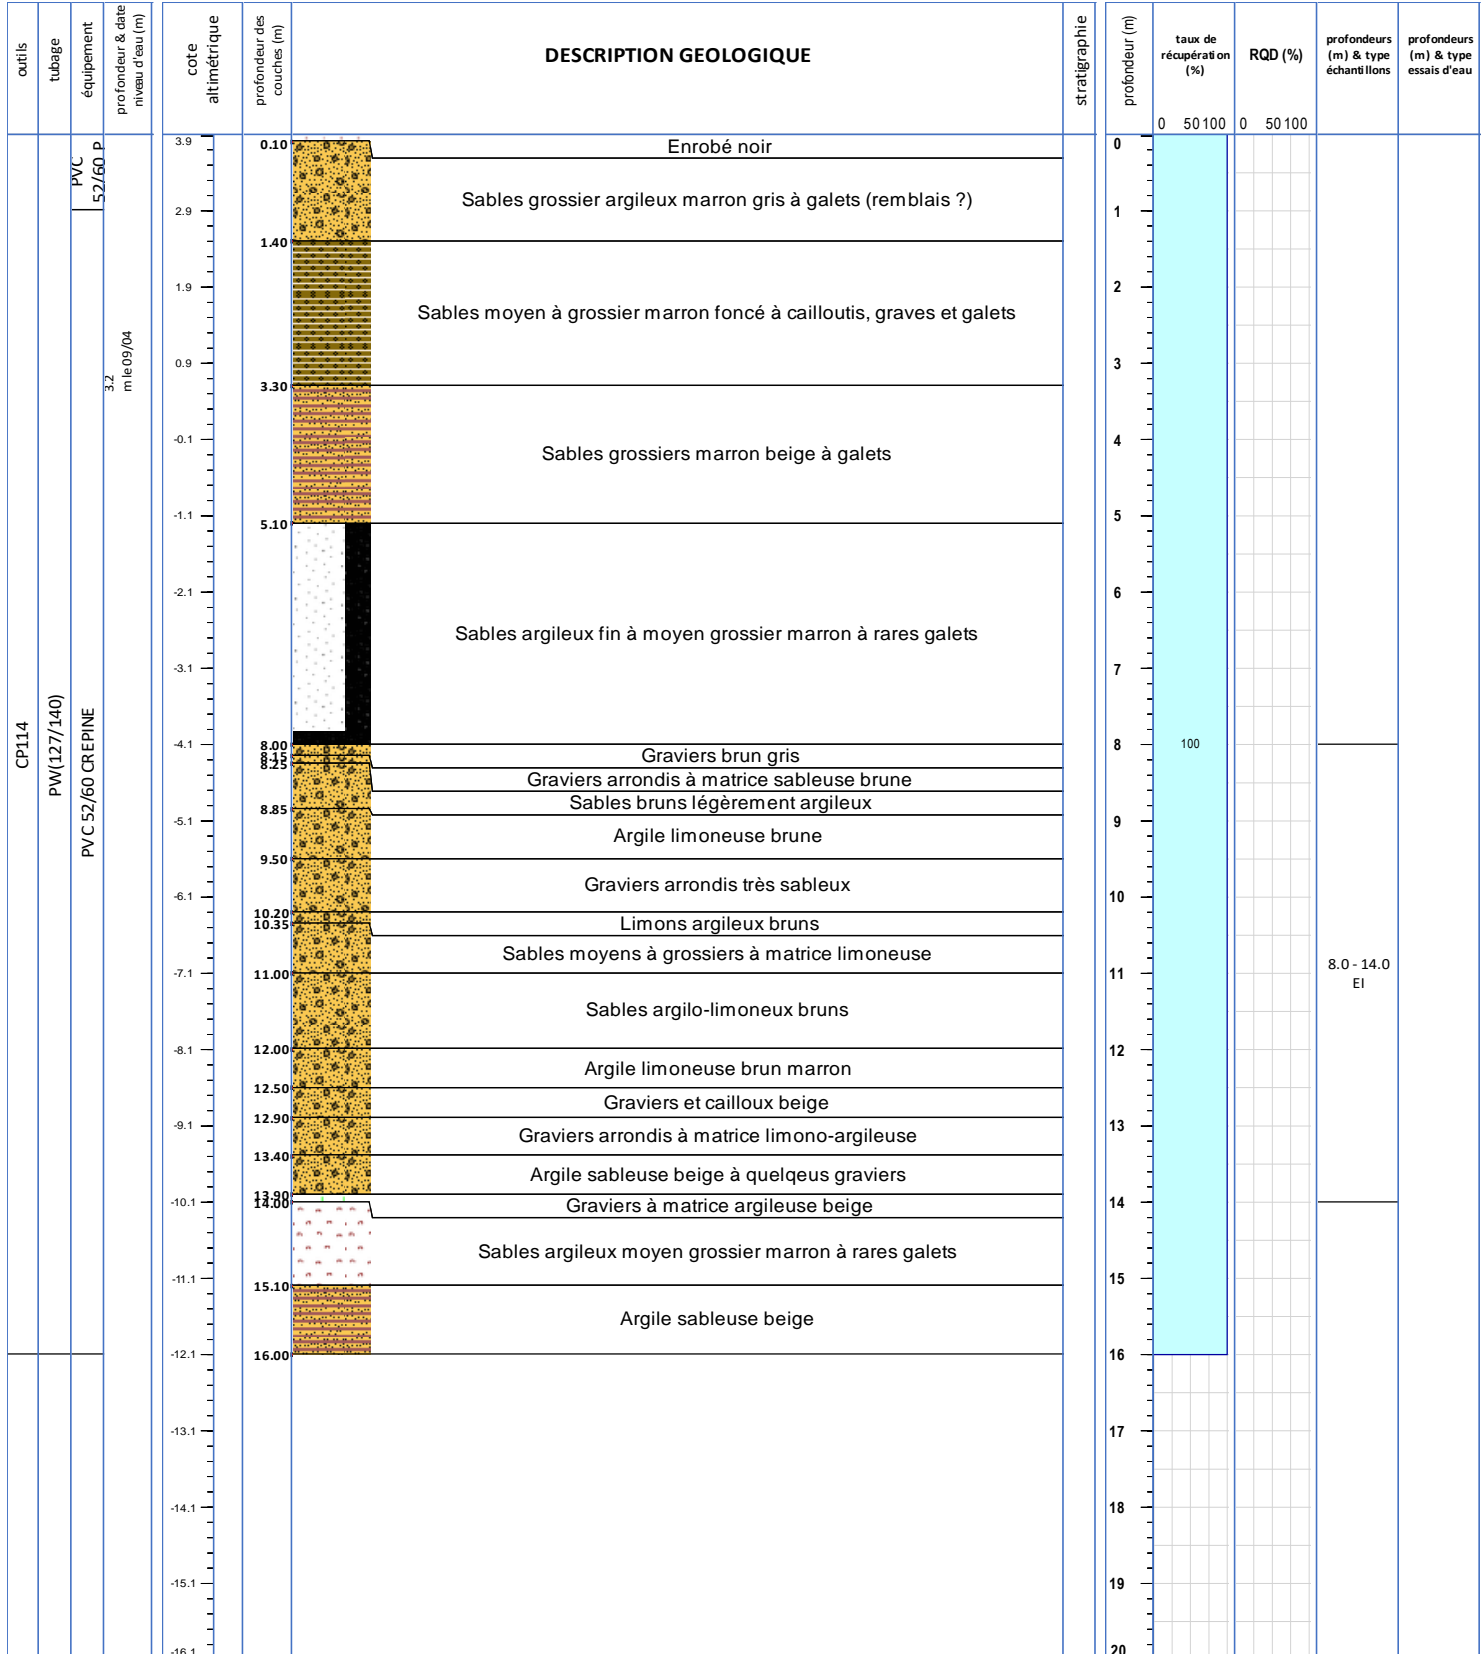 outils
tubage
équipement
profondeur & date
niveau d'eau (m)
cote
altimétrique
profondeur des
couches (m)
DESCRIPTION GEOLOGIQUE
stratigraphie
profondeur (m)
taux de
récupération
(%)
RQD (%)
profondeurs
(m) & type
échantillons
profondeurs
(m) & type
essais d'eau
0 50 100
0 50 100
CP114
PW(127/140)
PVC
52/60 P
PVC 52/60 CREPINE
3.2
m le 09/04
3.9
2.9
1.9
0.9
-0.1
-1.1
-2.1
-3.1
-4.1
-5.1
-6.1
-7.1
-8.1
-9.1
-10.1
-11.1
-12.1
-13.1
-14.1
-15.1
-16.1
0.10
1.40
3.30
5.10
8.00
8.15
8.25
8.85
9.50
10.20
10.35
11.00
12.00
12.50
12.90
13.40
13.90
14.00
15.10
16.00
Enrobé noir
Sables grossier argileux marron gris à galets (remblais ?)
Sables moyen à grossier marron foncé à cailloutis, graves et galets
Sables grossiers marron beige à galets
Sables argileux fin à moyen grossier marron à rares galets
Graviers brun gris
Graviers arrondis à matrice sableuse brune
Sables bruns légèrement argileux
Argile limoneuse brune
Graviers arrondis très sableux
Limons argileux bruns
Sables moyens à grossiers à matrice limoneuse
Sables argilo-limoneux bruns
Argile limoneuse brun marron
Graviers et cailloux beige
Graviers arrondis à matrice limono-argileuse
Argile sableuse beige à quelqeus graviers
Graviers à matrice argileuse beige
Sables argileux moyen grossier marron à rares galets
Argile sableuse beige
0
1
2
3
4
5
6
7
8
9
10
11
12
13
14
15
16
17
18
19
20
100
8.0 - 14.0
EI